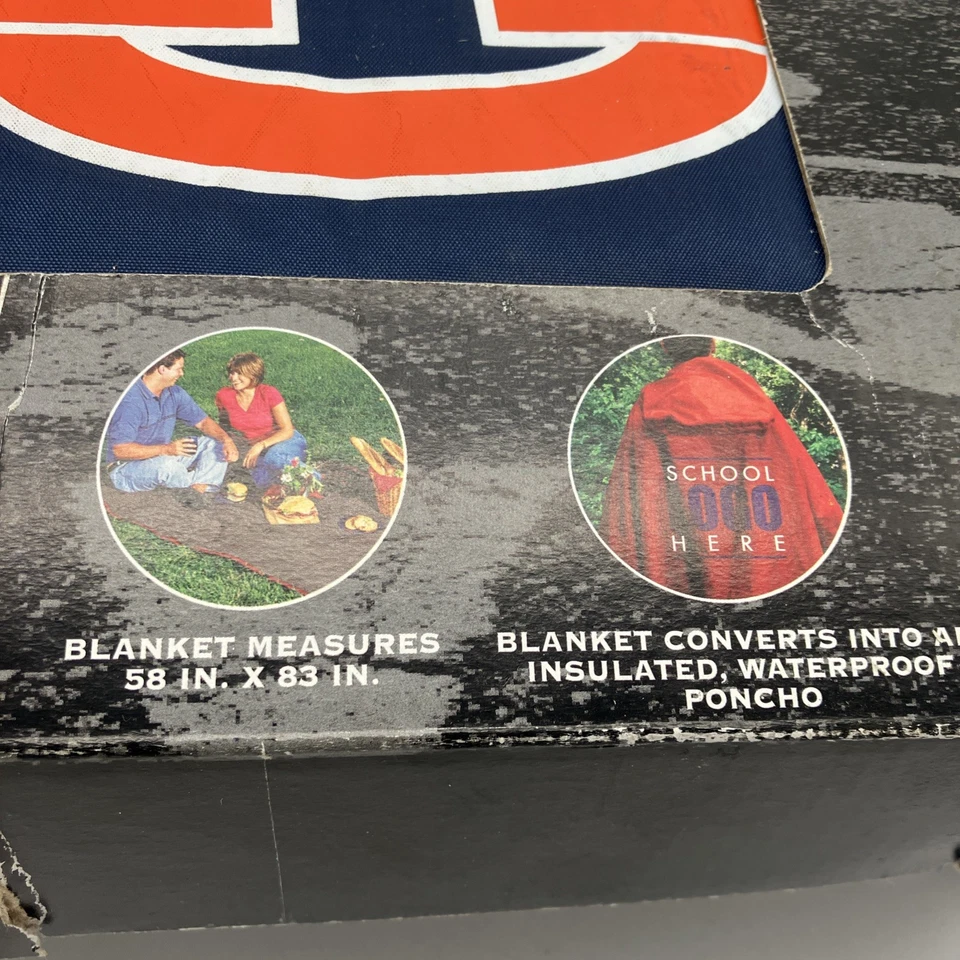 SCHOOL
HERE
BLANKET MEASURES
58 IN. X 83 IN.
BLANKET CONVERTS INTO
INSULATED, WATERPROOF
PONCHO